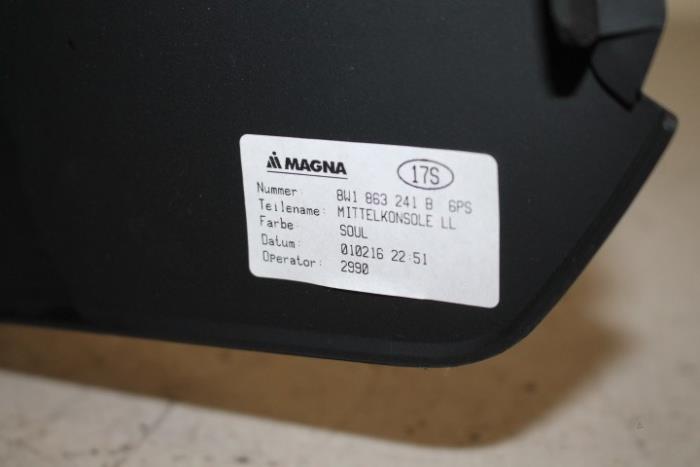 MAGNA 17S
Nummer: 8W1 863 241 B 6PS
Teilename: MITTELKONSOLE LL
Farbe: SOUL
Datum: 010216 22:51
Operator: 2990